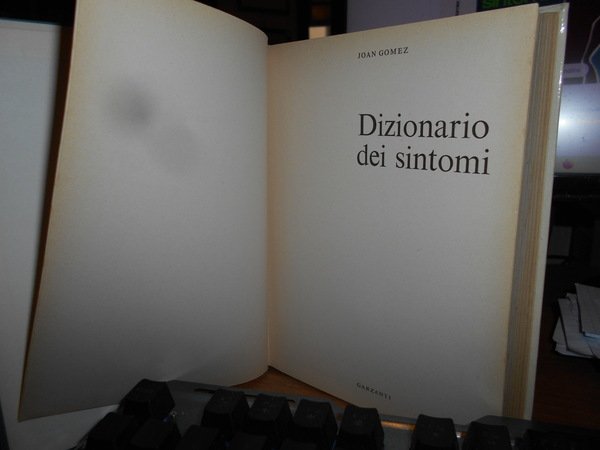 JOAN GOMEZ
Dizionario
dei sintomi
GARZANTI